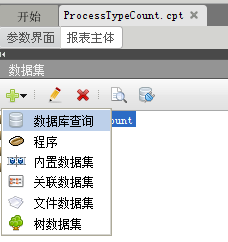 开始 ProcessTypeCount.cpt
参数界面 报表主体
数据集
数据库查询 ount
程序
内置数据集
关联数据集
文件数据集
树数据集